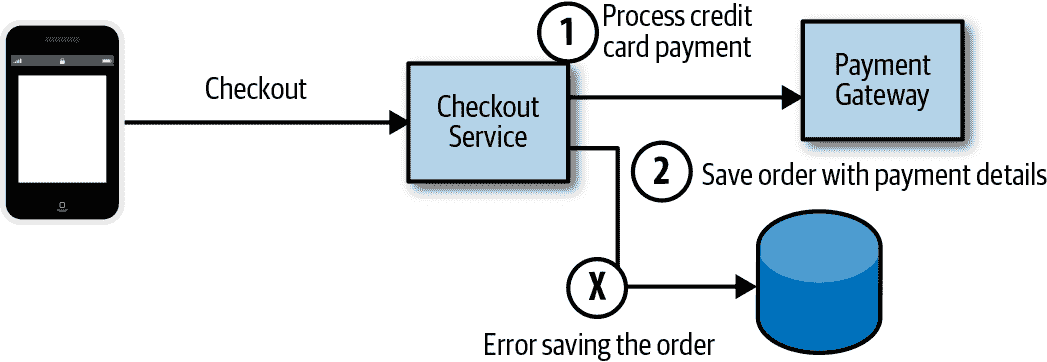 1
Process credit
card payment
Checkout
Checkout
Service
Payment
Gateway
2
Save order with payment details
X
Error saving the order